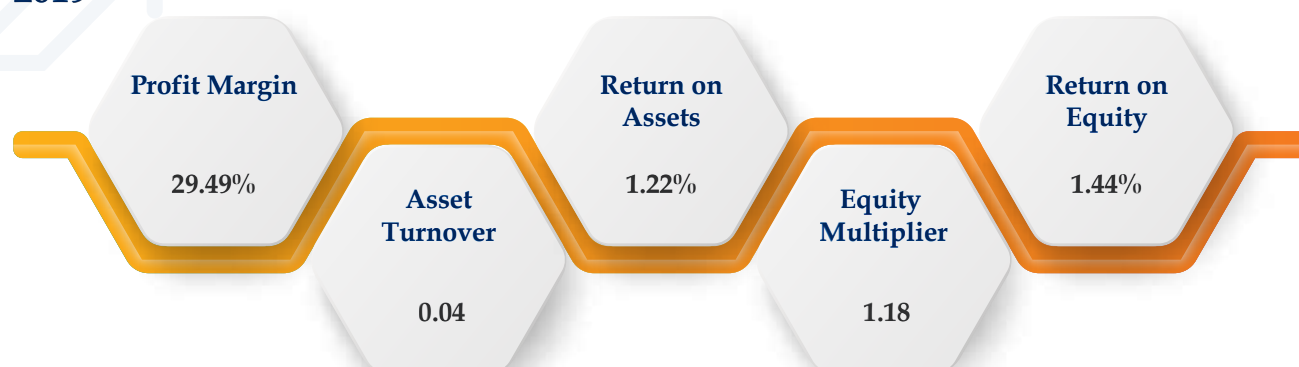 Profit Margin
29.49%
Asset
Turnover
0.04
Return on
Assets
1.22%
Equity
Multiplier
1.18
Return on
Equity
1.44%